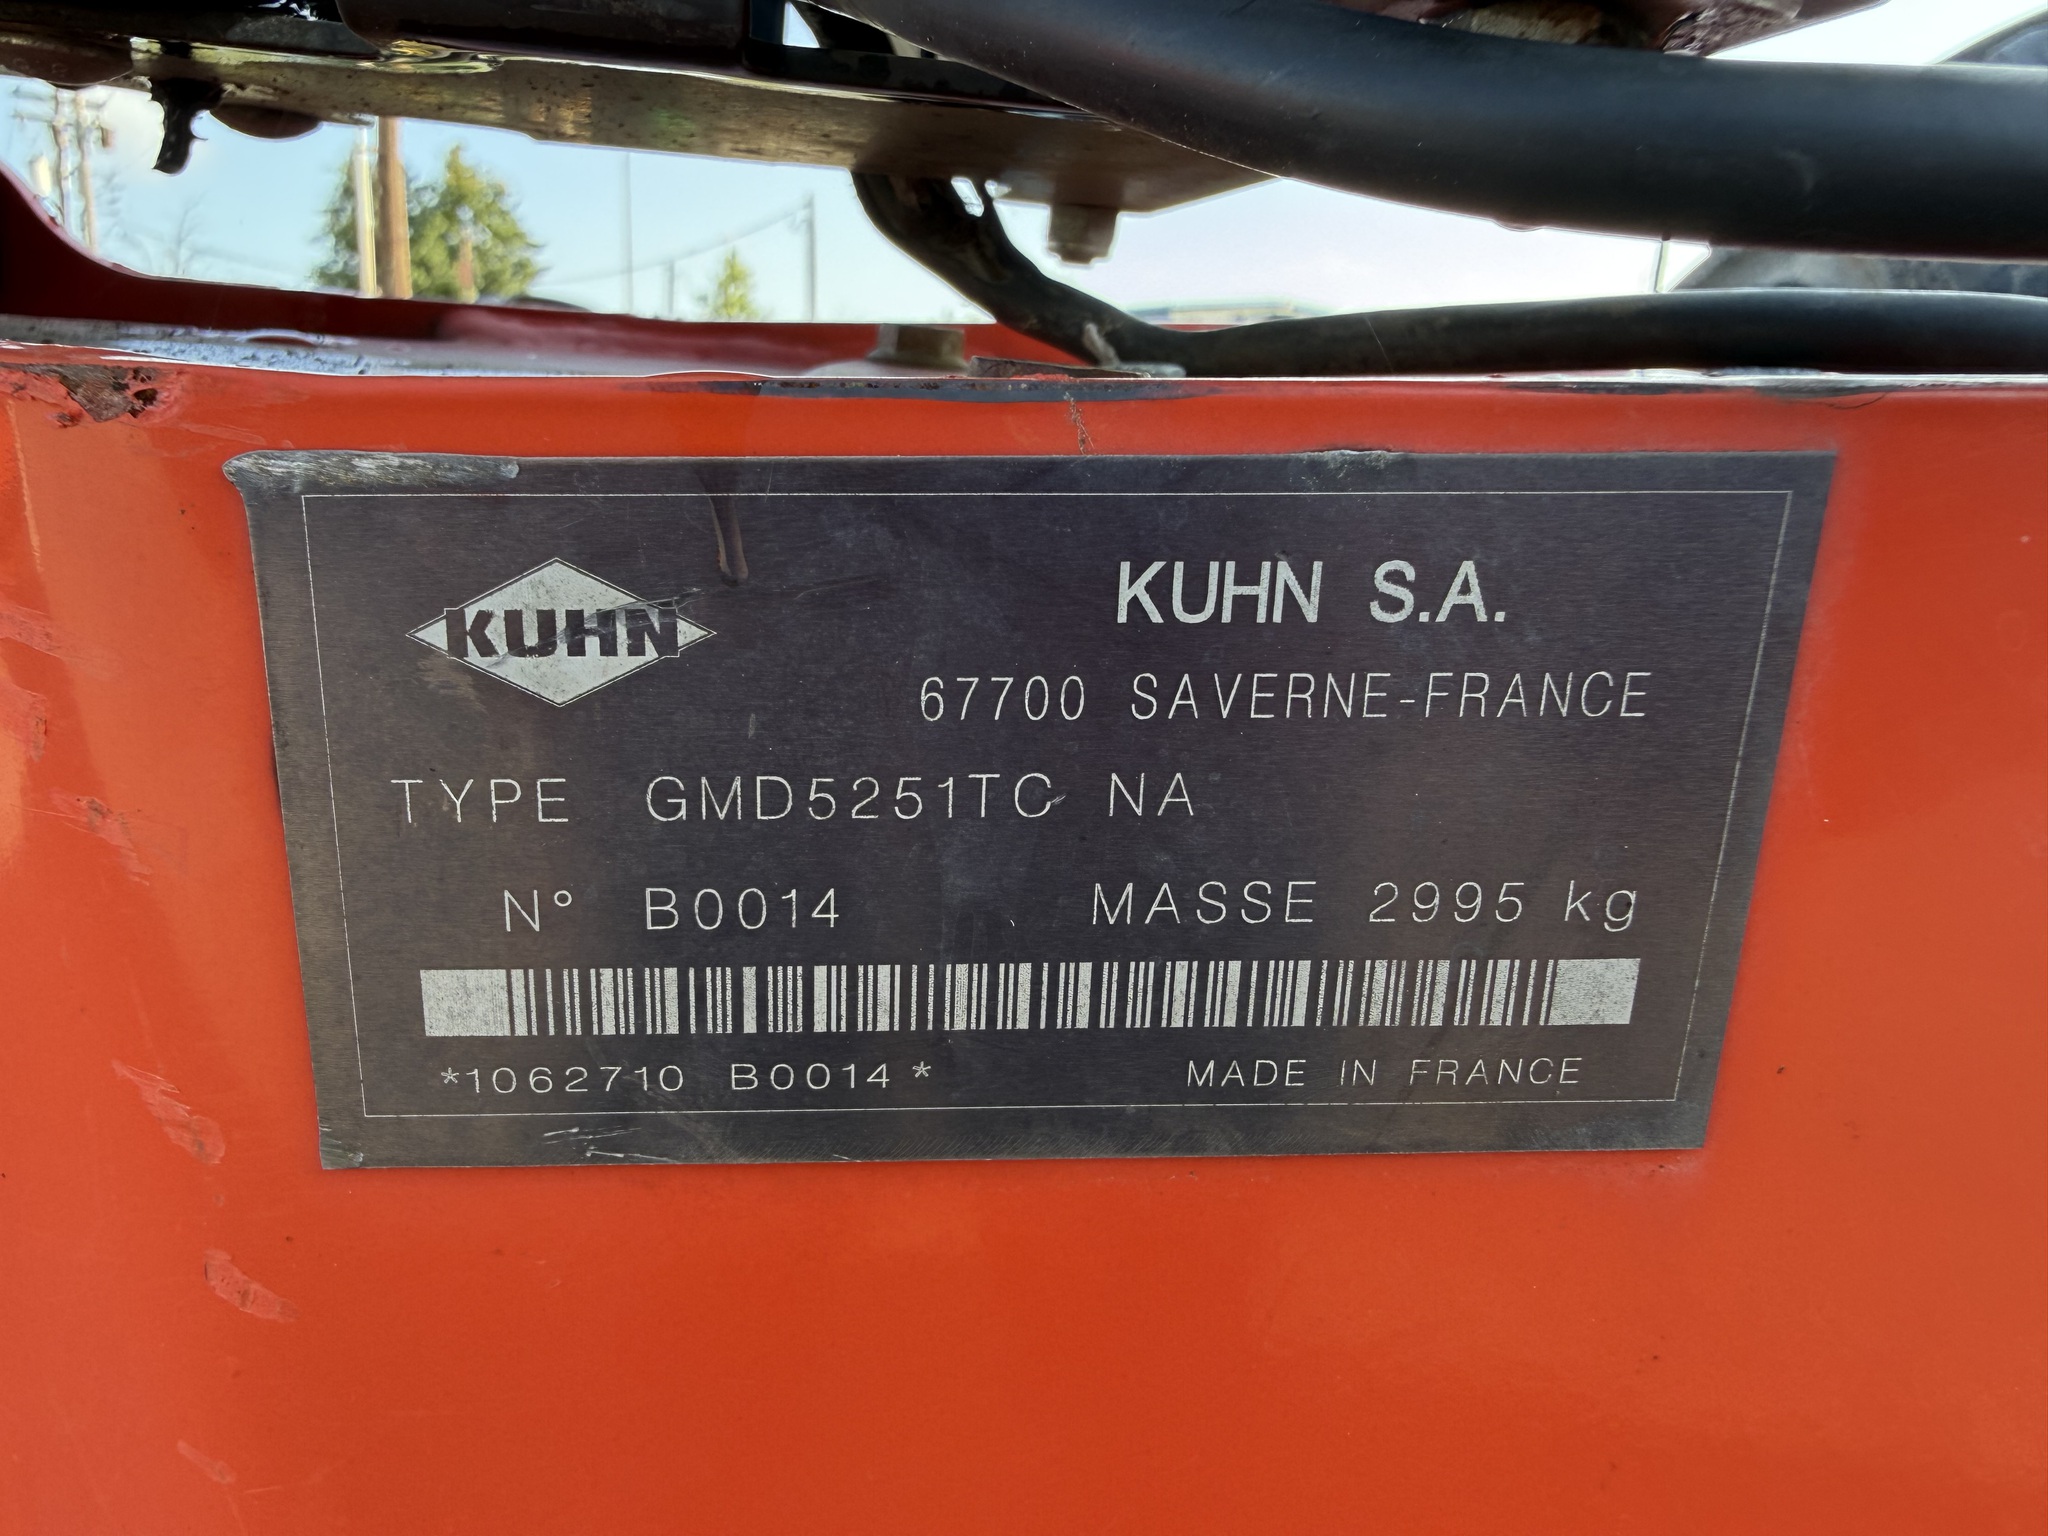 KUHN
KUHN S.A.
67700 SAVERNE-FRANCE
TYPE GMD5251TC NA
N° B0014 MASSE 2995 kg
*1062710 B0014* MADE IN FRANCE